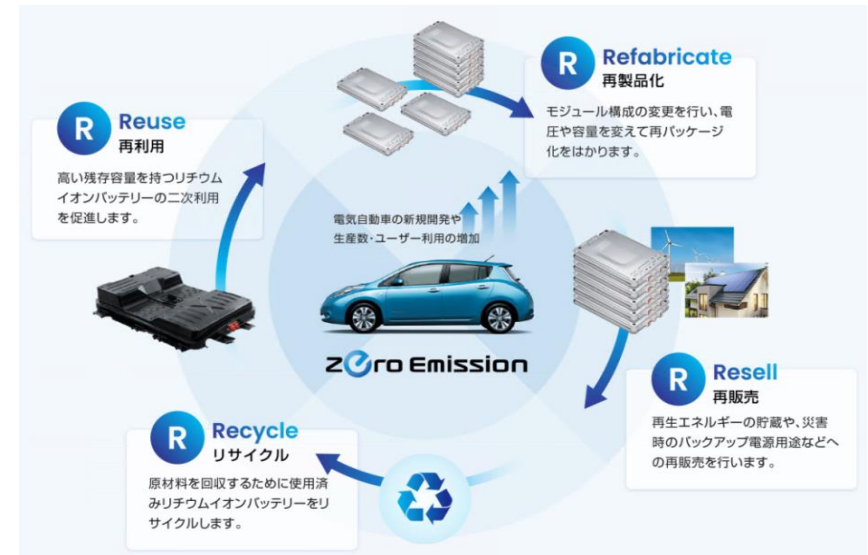 R
Refabricate
再製品化
モジュール構成の変更を行い、電
圧や容量を変えて再パッケージ
化をはかります。
R
Reuse
再利用
高い残存容量を持つリチウム
イオンバッテリーの二次利用
を促進します。
電気自動車の新規開発や
生産数・ユーザー利用の増加
Zero Emission
R
Resell
再販売
再生エネルギーの貯蔵や、災害
時のバックアップ電源用途などへ
の再販売を行います。
R
Recycle
リサイクル
原材料を回収するために使用済
みリチウムイオンバッテリーをリ
サイクルします。